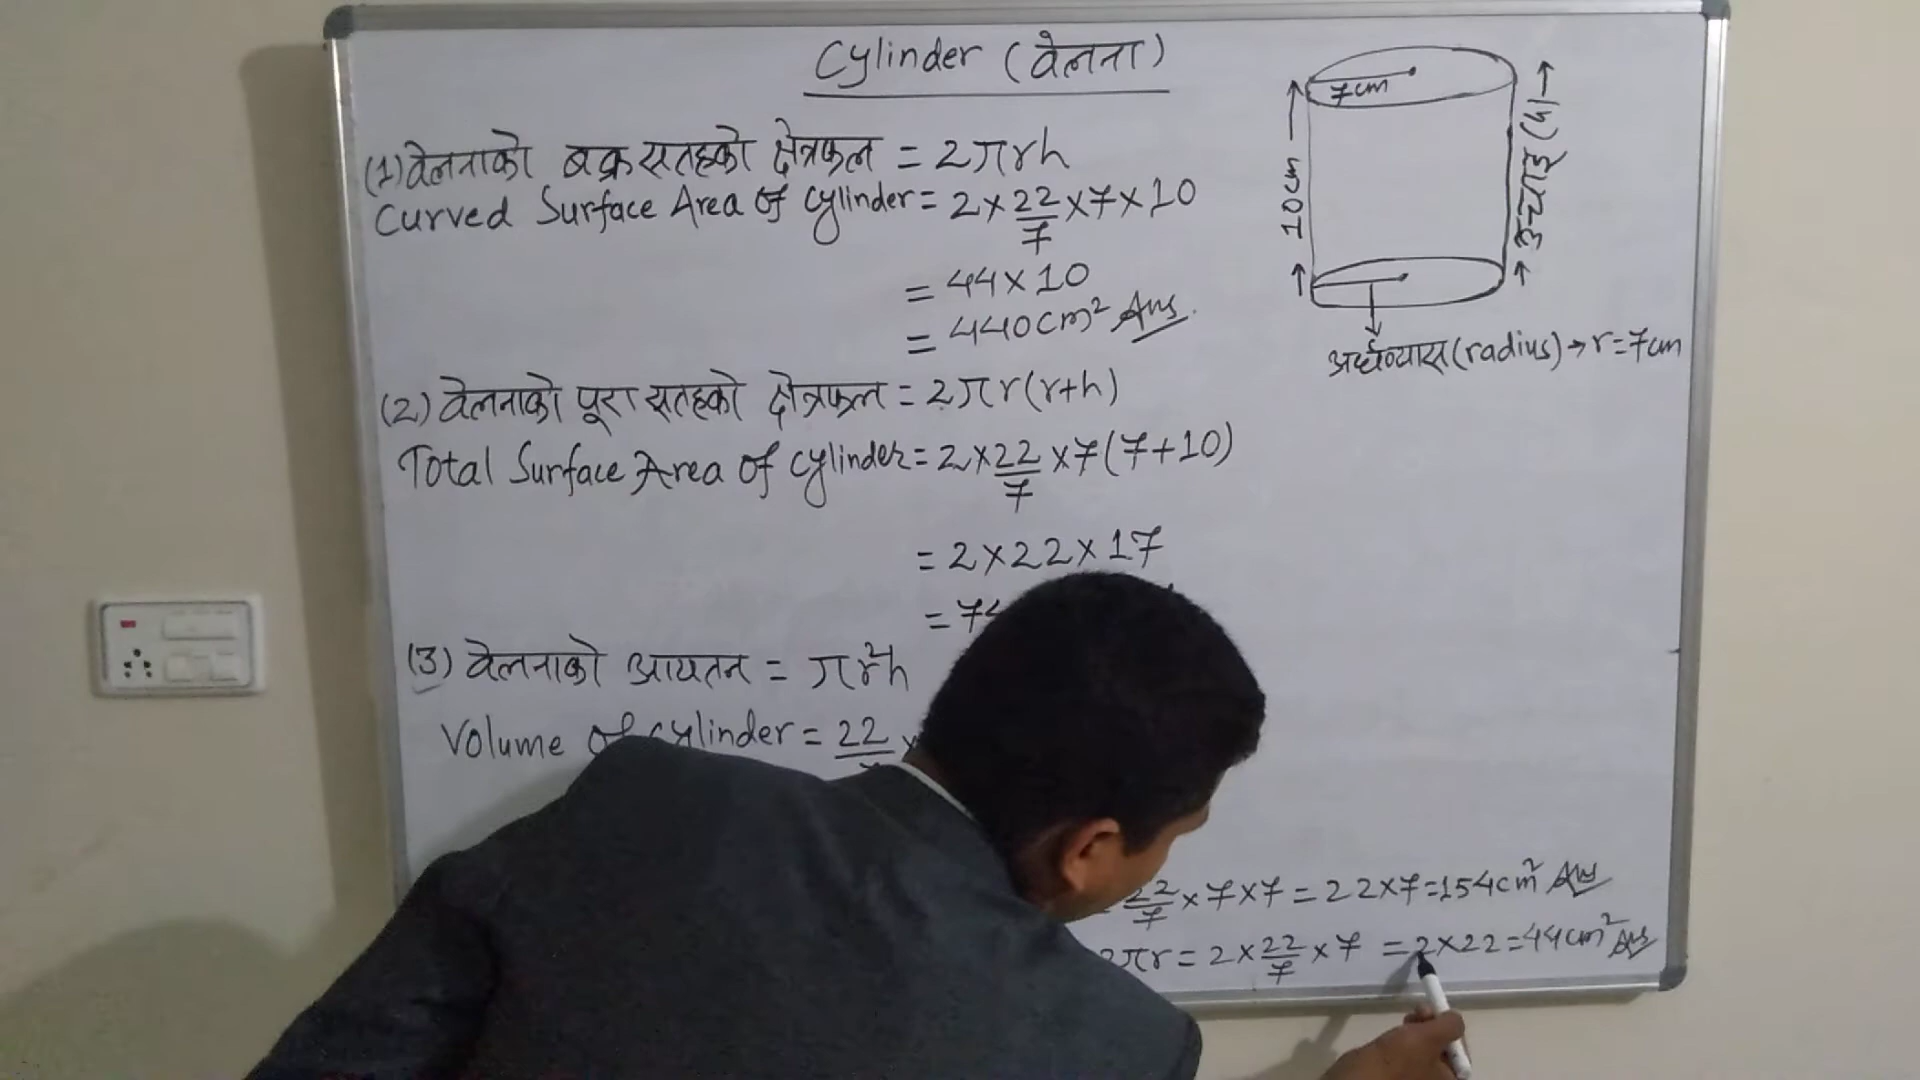 Cylinder (वेलना)
(1) वेलनाको बक्र सतहको क्षेत्रफल = 2πrh
Curved Surface Area of cylinder = 2 × 22/7 × 7 × 10
= 44 × 10
= 440cm² Ans.
(2) वेलनाको पूरा सतहको क्षेत्रफल = 2πr(r+h)
Total Surface Area of cylinder = 2 × 22/7 × 7(7+10)
= 2 × 22 × 17
(3) वेलनाको आयतन = πr²h
Volume of cylinder = 22
22/7 × 7 × 7 = 22 × 7 = 154cm² Ans
2πr = 2 × 22/7 × 7 = 2 × 22 = 44cm² Ans
7cm
10cm
उचाइ (h)
अर्धव्यास (radius) → r = 7cm